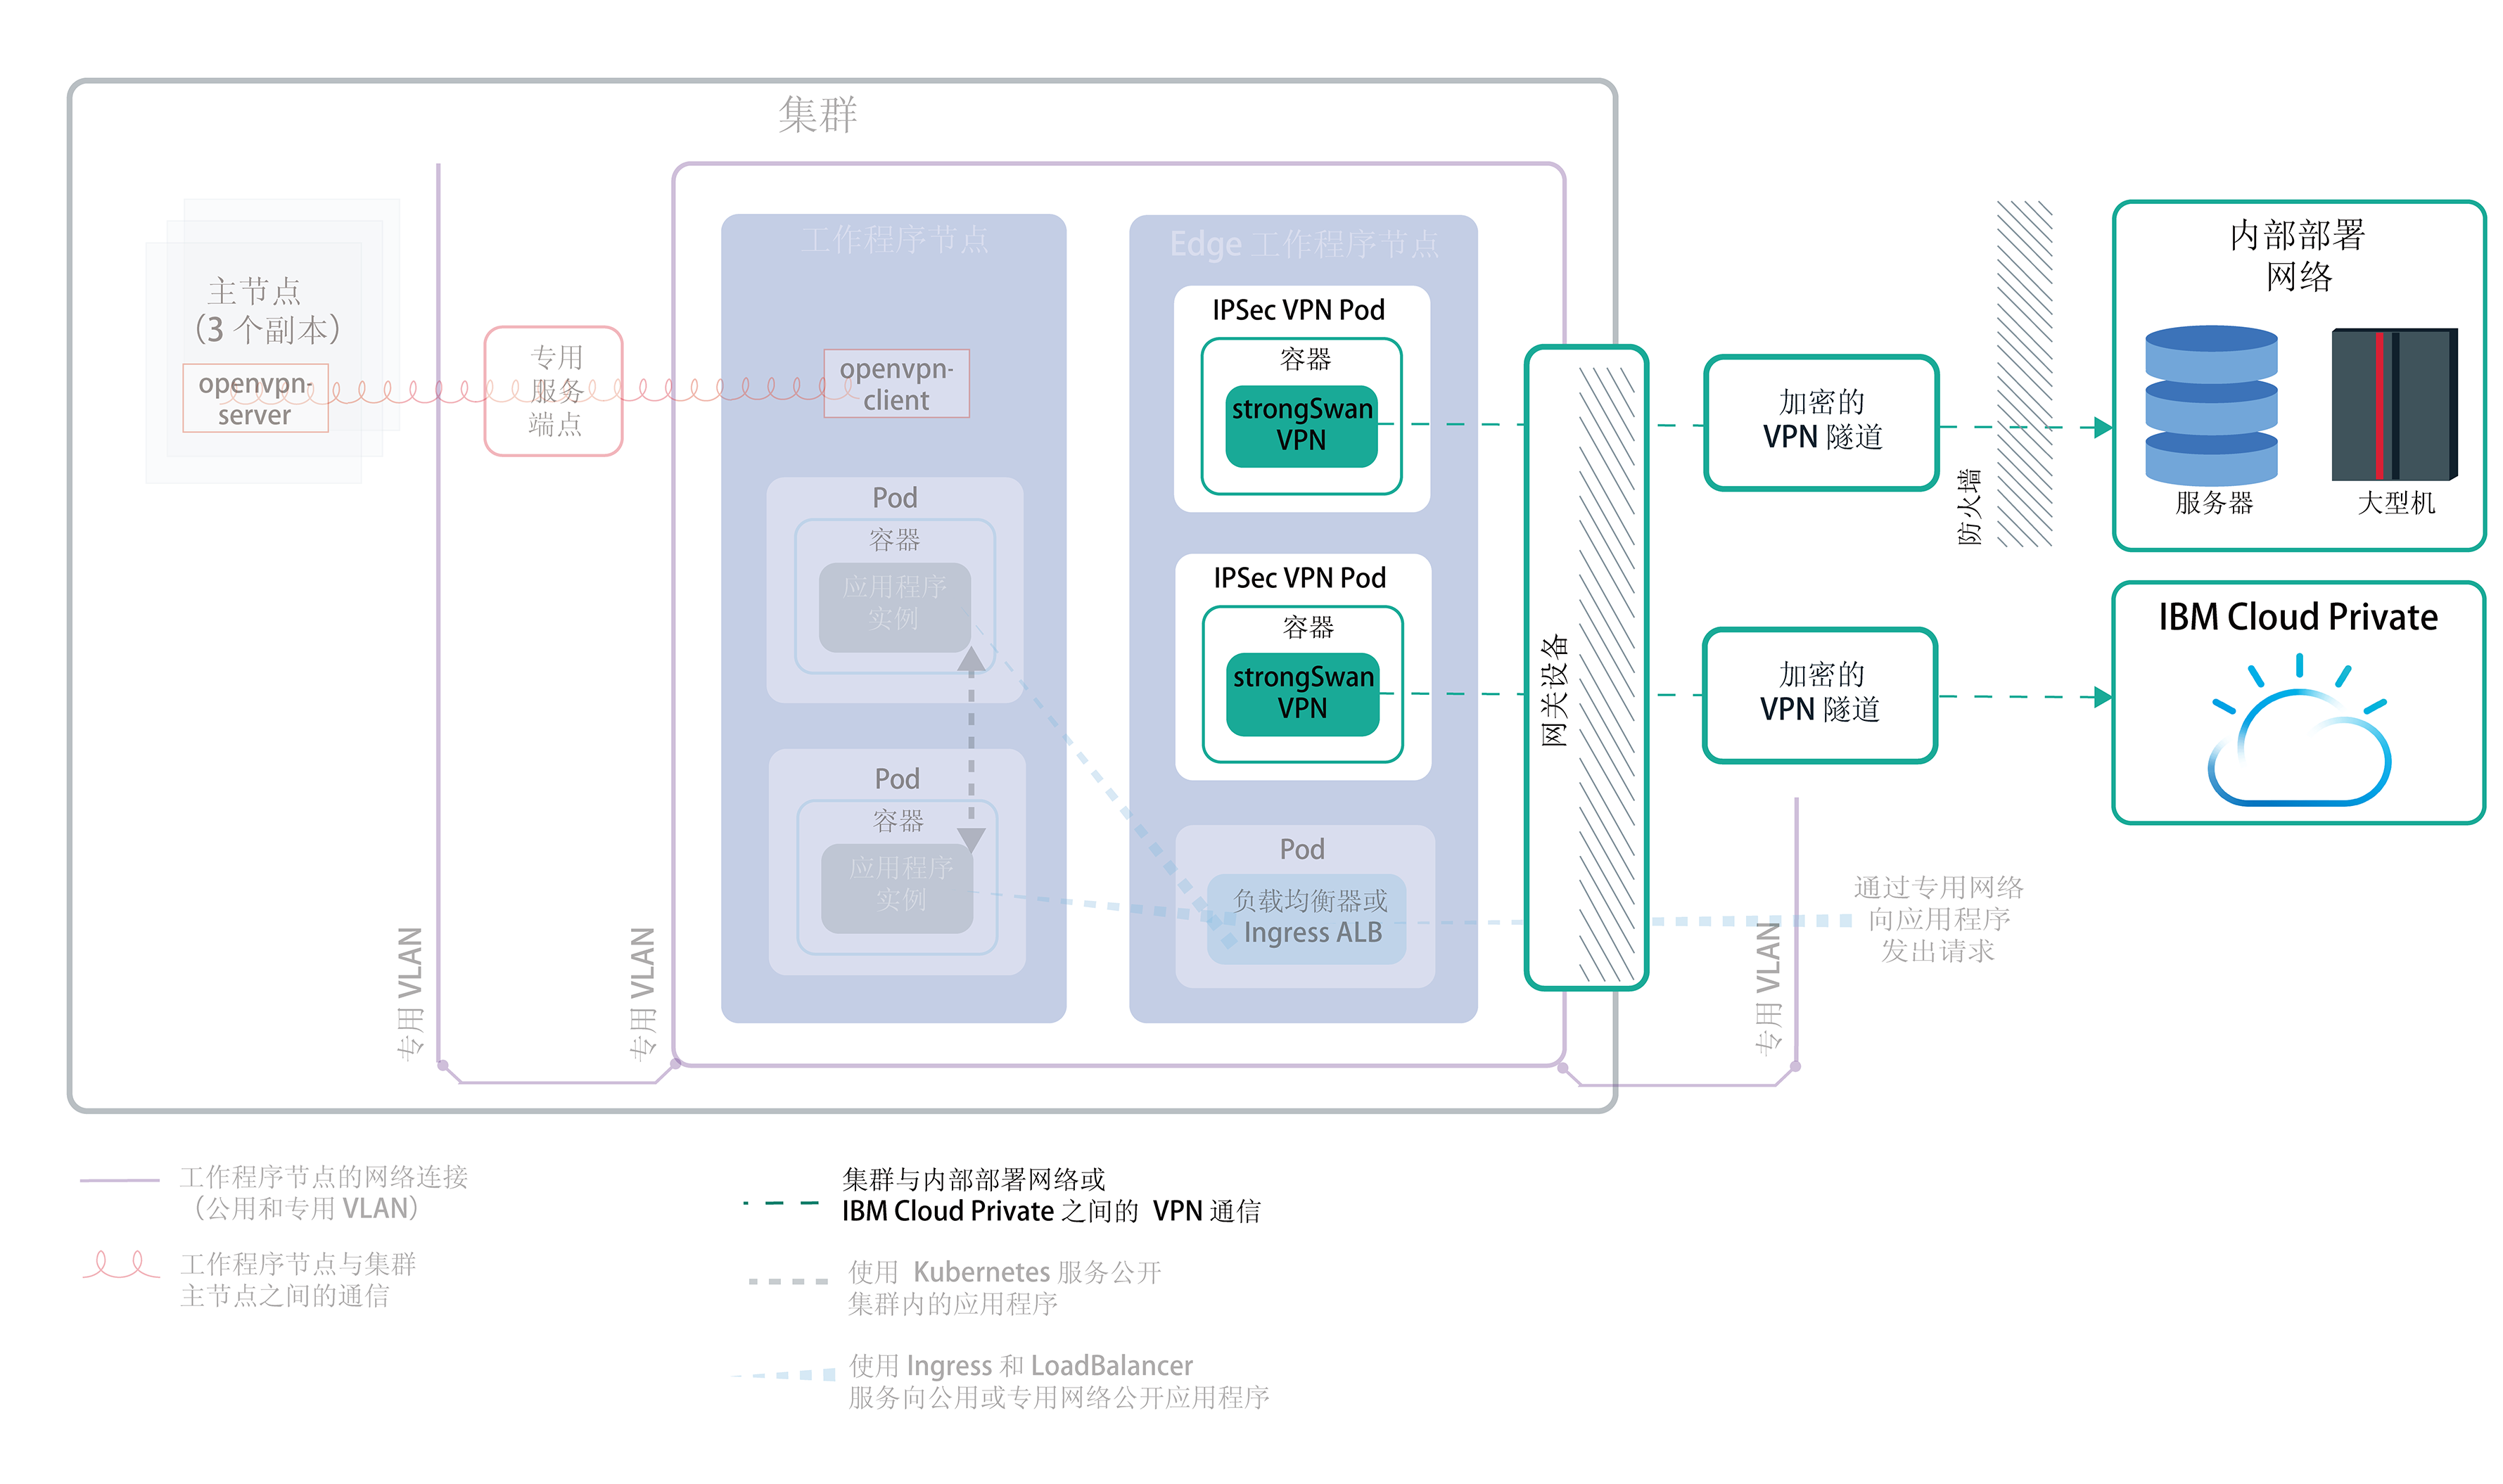 集群
主节点
（3 个副本）
openvpn-
server
专用
服务
端点
专用 VLAN
专用 VLAN
工作程序节点
openvpn-
client
Pod
容器
应用程序
实例
Pod
容器
应用程序
实例
Edge 工作程序节点
IPSec VPN Pod
容器
strongSwan
VPN
IPSec VPN Pod
容器
strongSwan
VPN
Pod
负载均衡器或
Ingress ALB
网关设备
加密的
VPN 隧道
加密的
VPN 隧道
防火墙
内部部署
网络
服务器
大型机
IBM Cloud Private
专用 VLAN
通过专用网络
向应用程序
发出请求
工作程序节点的网络连接
（公用和专用 VLAN）
工作程序节点与集群
主节点之间的通信
集群与内部部署网络或
IBM Cloud Private 之间的 VPN 通信
使用 Kubernetes 服务公开
集群内的应用程序
使用 Ingress 和 LoadBalancer
服务向公用或专用网络公开应用程序